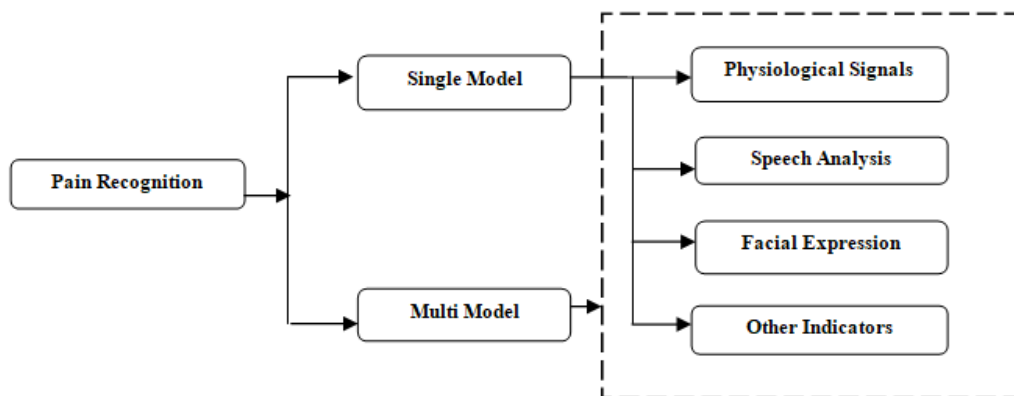 Physiological Signals
Single Model
Speech Analysis
Pain Recognition
Facial Expression
Multi Model
Other Indicators